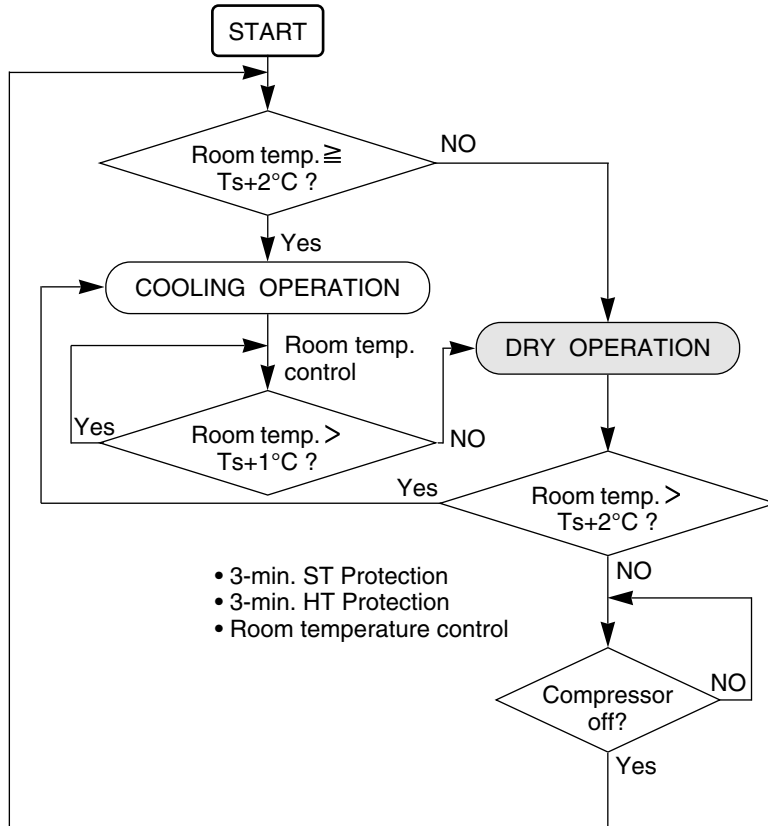 START
Room temp. ≧
Ts+2°C ?
NO
Yes
COOLING OPERATION
Room temp.
control
DRY OPERATION
Yes
Room temp. >
Ts+1°C ?
NO
Yes
Room temp. >
Ts+2°C ?
NO
• 3-min. ST Protection
• 3-min. HT Protection
• Room temperature control
Compressor
off?
NO
Yes